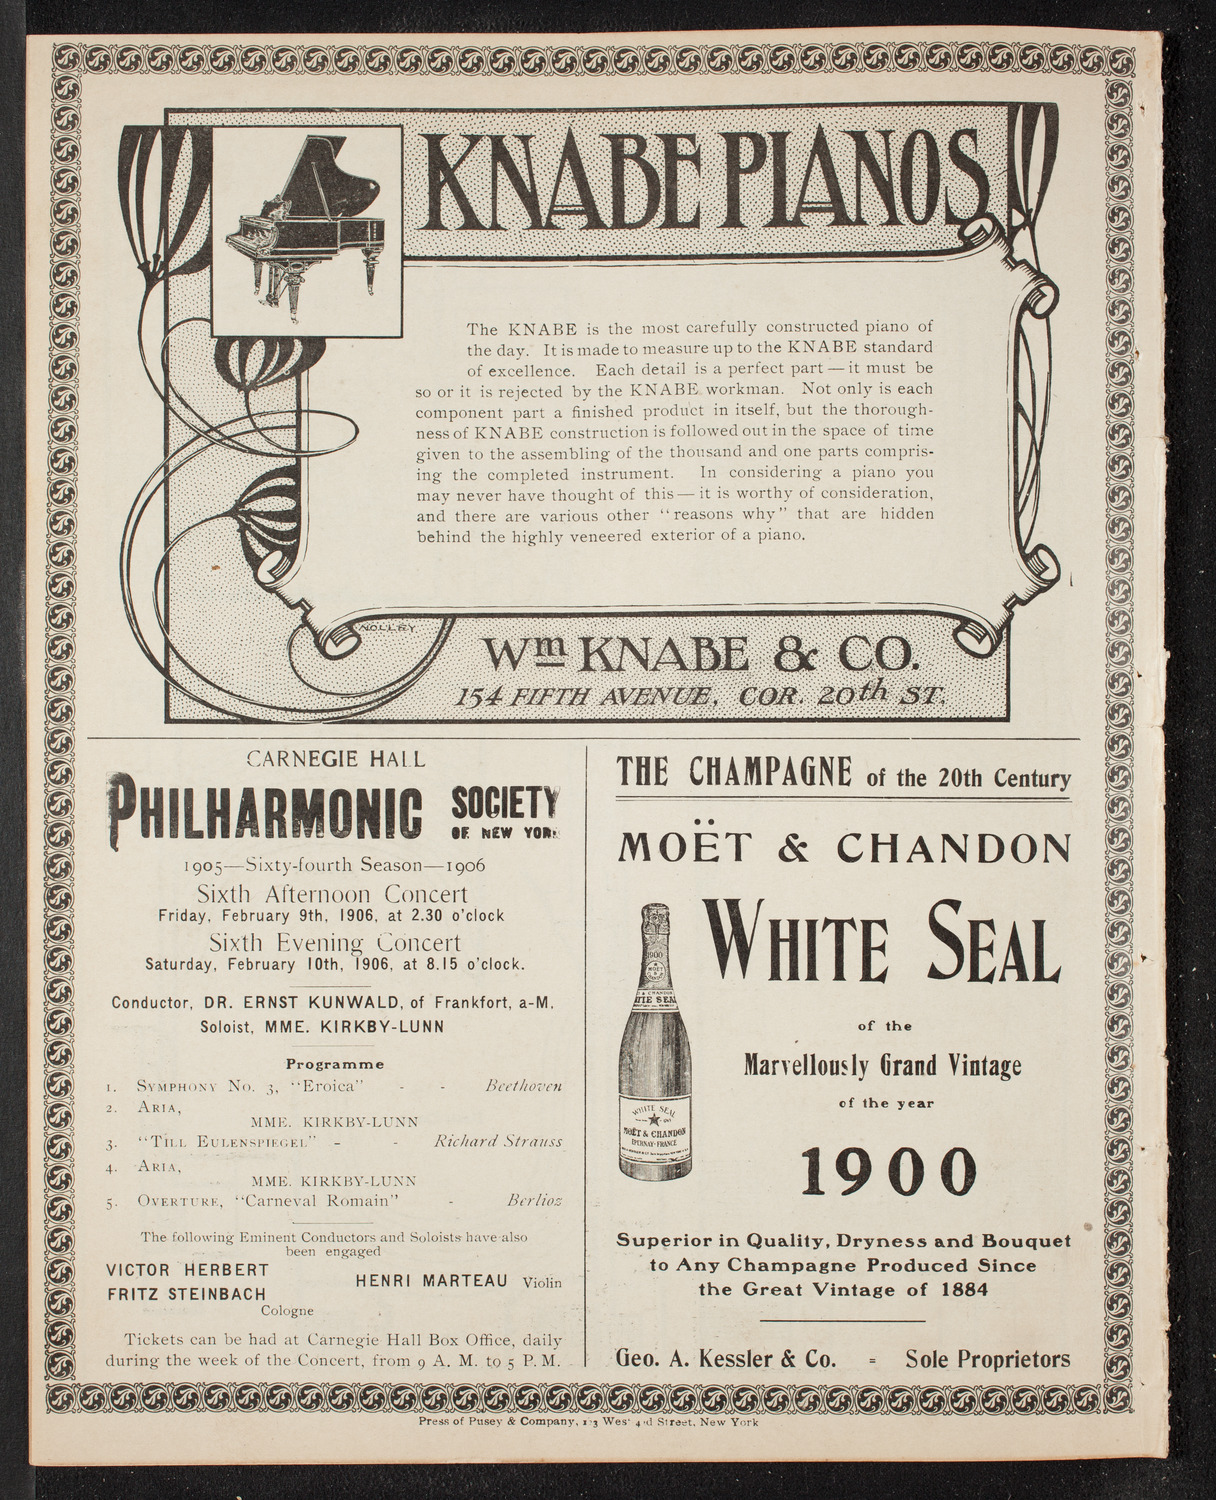 KNABE PIANOS
The KNABE is the most carefully constructed piano of
the day. It is made to measure up to the KNABE standard
of excellence. Each detail is a perfect part — it must be
so or it is rejected by the KNABE workman. Not only is each
component part a finished product in itself, but the thorough-
ness of KNABE construction is followed out in the space of time
given to the assembling of the thousand and one parts compris-
ing the completed instrument. In considering a piano you
may never have thought of this — it is worthy of consideration,
and there are various other "reasons why" that are hidden
behind the highly veneered exterior of a piano.
NOLLEY
Wm KNABE & CO.
154 FIFTH AVENUE, COR. 20th ST.
CARNEGIE HALL
PHILHARMONIC SOCIETY
OF NEW YORK
1905—Sixty-fourth Season—1906
Sixth Afternoon Concert
Friday, February 9th, 1906, at 2.30 o'clock
Sixth Evening Concert
Saturday, February 10th, 1906, at 8.15 o'clock.
Conductor, DR. ERNST KUNWALD, of Frankfort, a-M.
Soloist, MME. KIRKBY-LUNN
Programme
1. SYMPHONY No. 3, "Eroica" - - Beethoven
2. ARIA,
MME. KIRKBY-LUNN
3. "TILL EULENSPIEGEL" - - Richard Strauss
4. ARIA,
MME. KIRKBY-LUNN
5. OVERTURE, "Carneval Romain" - Berlioz
The following Eminent Conductors and Soloists have also
been engaged
VICTOR HERBERT
FRITZ STEINBACH
Cologne
HENRI MARTEAU Violin
Tickets can be had at Carnegie Hall Box Office, daily
during the week of the Concert, from 9 A. M. to 5 P. M.
THE CHAMPAGNE of the 20th Century
MOËT & CHANDON
WHITE SEAL
1900
MOËT
& CHANDON
WHITE SEAL
WHITE SEAL
MOËT & CHANDON
EPERNAY-FRANCE
of the
Marvellously Grand Vintage
of the year
1900
Superior in Quality, Dryness and Bouquet
to Any Champagne Produced Since
the Great Vintage of 1884
Geo. A. Kessler & Co. = Sole Proprietors
Press of Pusey & Company, Street, New York